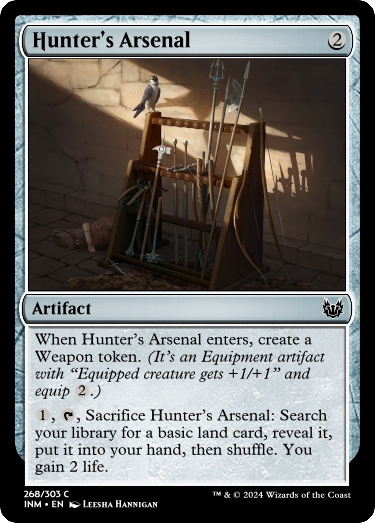 Hunter's Arsenal 2
Artifact
When Hunter's Arsenal enters, create a
Weapon token. (It's an Equipment artifact
with “Equipped creature gets +1/+1” and
equip 2.)
1, , Sacrifice Hunter's Arsenal: Search
your library for a basic land card, reveal it,
put it into your hand, then shuffle. You
gain 2 life.
268/303 C
INM • EN Leesha Hannigan
™ & © 2024 Wizards of the Coast